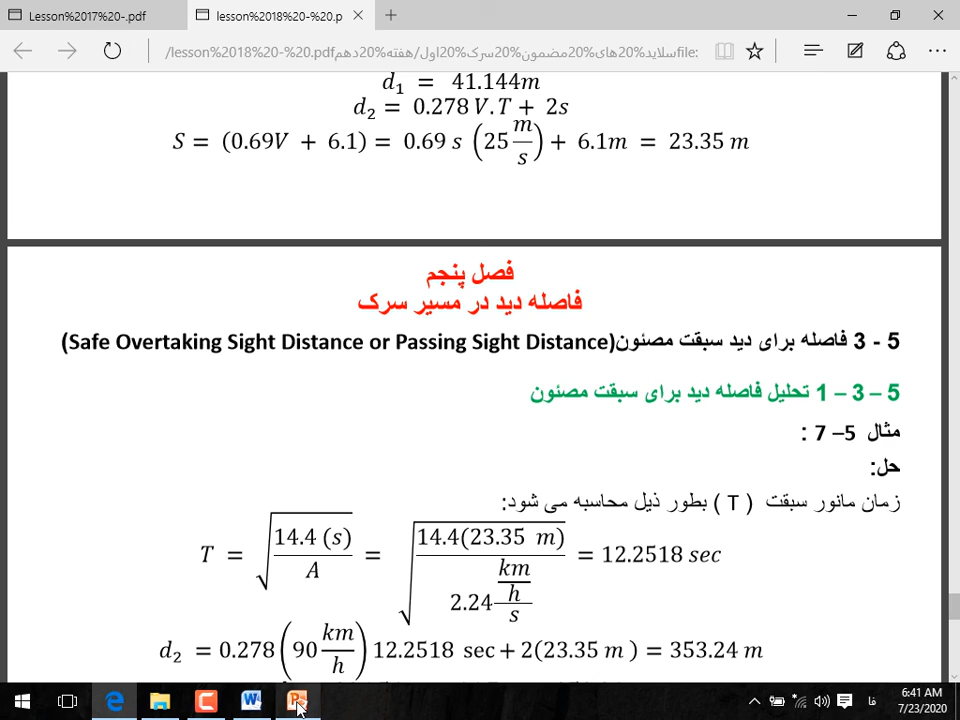 Lesson%2017%20-.pdf
lesson%2018%20-%20.p
/lesson%2018%20-%20.pdfسلاید%20های%20مضمون%20سرک%20اول/هفته%20دهمfile:
d₁ = 41.144m
d₂ = 0.278 V.T + 2s
S = (0.69V + 6.1) = 0.69 s (25 m/s) + 6.1m = 23.35 m
فصل پنجم
فاصله دید در مسیر سرک
5 - 3 فاصله برای دید سبقت مصئون(Safe Overtaking Sight Distance or Passing Sight Distance)
5 – 3 – 1 تحلیل فاصله دید برای سبقت مصئون
مثال 5– 7 :
حل:
زمان مانور سبقت ( T ) بطور ذیل محاسبه می شود:
T = √(14.4 (s)/A) = √(14.4(23.35 m)/(2.24 (km/h)/s)) = 12.2518 sec
d₂ = 0.278 (90 km/h) 12.2518 sec + 2(23.35 m ) = 353.24 m
فا
6:41 AM
7/23/2020